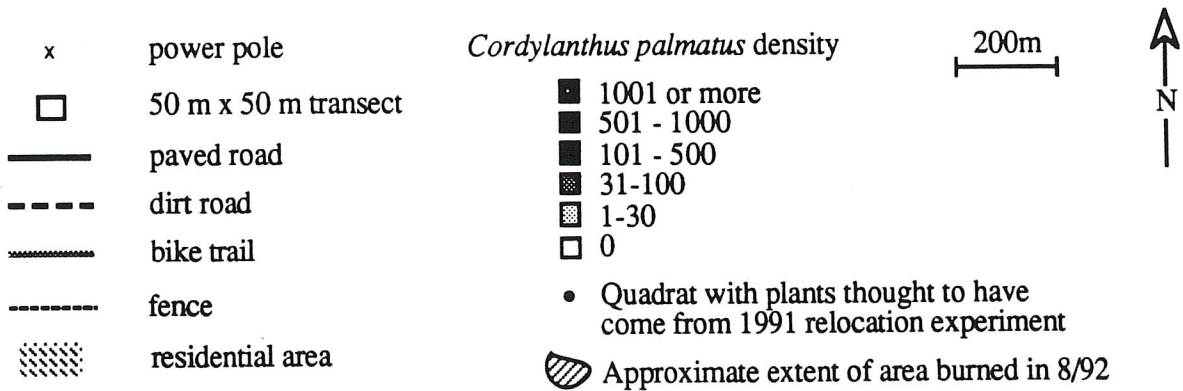 x power pole
50 m x 50 m transect
paved road
dirt road
bike trail
fence
residential area
Cordylanthus palmatus density
1001 or more
501 - 1000
101 - 500
31-100
1-30
0
• Quadrat with plants thought to have
come from 1991 relocation experiment
Approximate extent of area burned in 8/92
200m
N